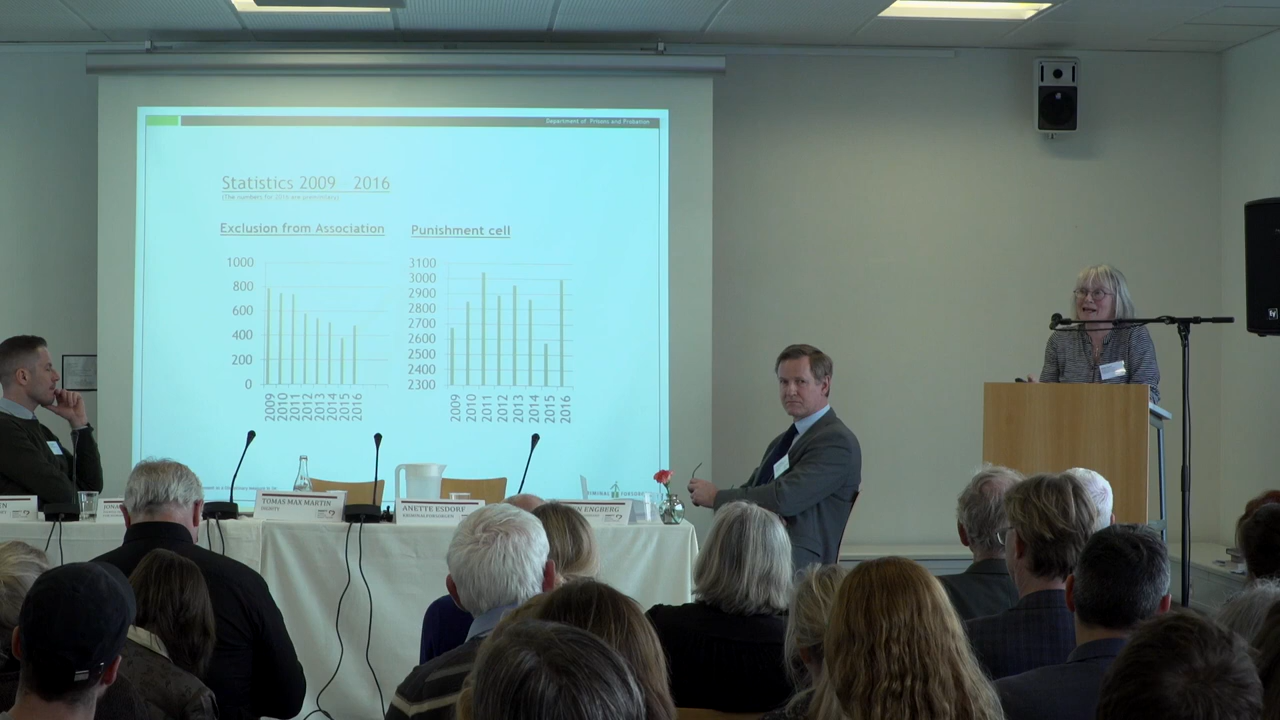 Department of Prisons and Probation
Statistics 2009 2016
(The numbers for 2016 are preliminary)
Exclusion from Association
1000
800
600
400
200
0
2009 2010 2011 2012 2013 2014 2015 2016
Punishment cell
3100
3000
2900
2800
2700
2600
2500
2400
2300
2009 2010 2011 2012 2013 2014 2015 2016
TOMAS MAX MARTIN
DIGNITY
ANETTE ESDORF
ENGBERG